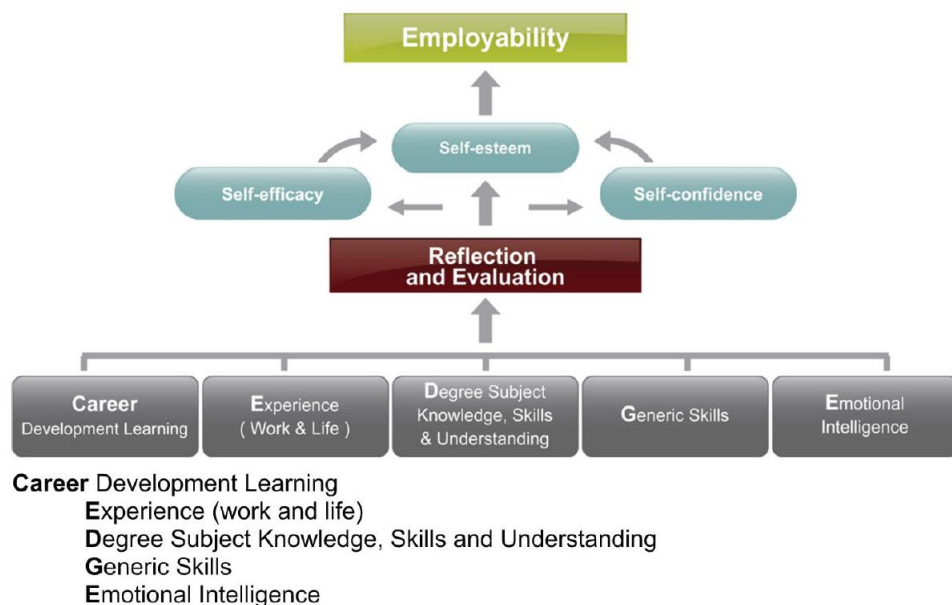 Employability
Self-esteem
Self-efficacy
Self-confidence
Reflection
and Evaluation
Career
Development Learning
Experience
( Work & Life )
Degree Subject
Knowledge, Skills
& Understanding
Generic Skills
Emotional
Intelligence
Career Development Learning
Experience (work and life)
Degree Subject Knowledge, Skills and Understanding
Generic Skills
Emotional Intelligence